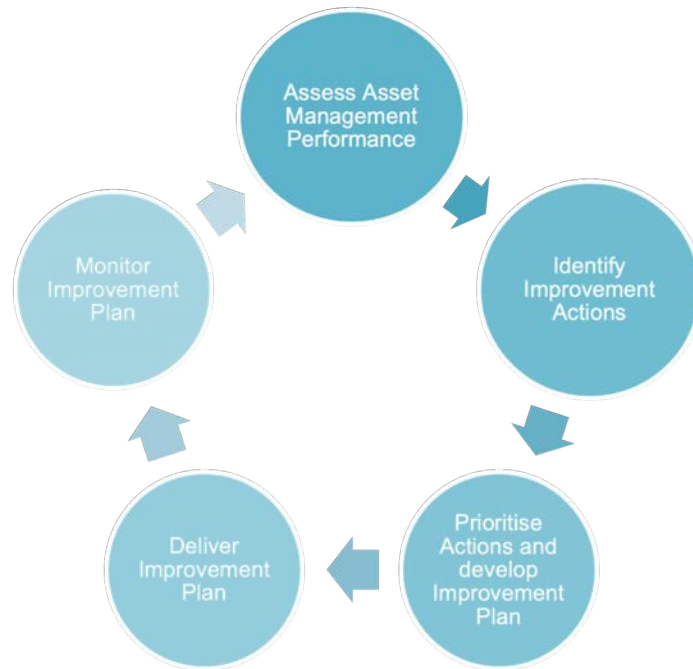 Assess Asset
Management
Performance
Identify
Improvement
Actions
Prioritise
Actions and
develop
Improvement
Plan
Deliver
Improvement
Plan
Monitor
Improvement
Plan